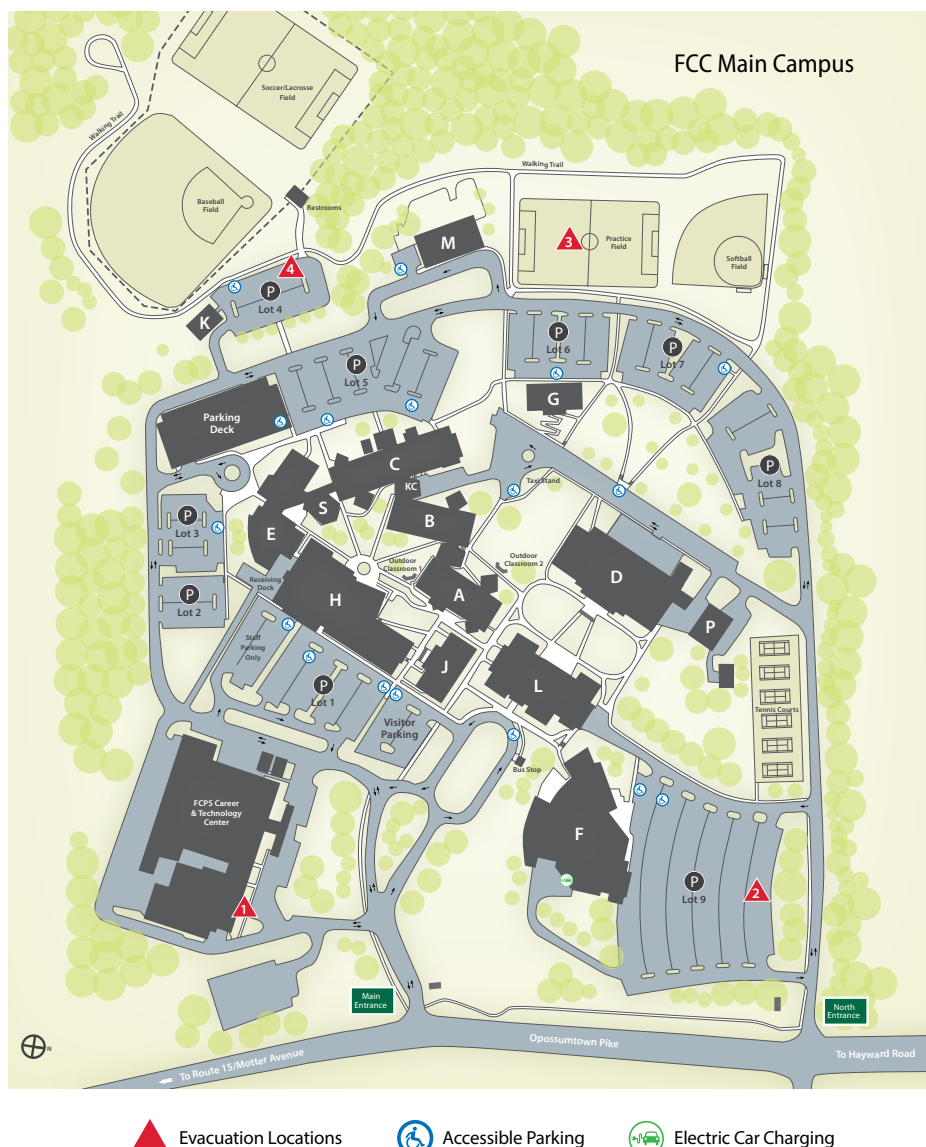 FCC Main Campus
Soccer/Lacrosse
Field
Walking Trail
Walking Trail
Baseball
Field
Restrooms
M
3
Practice
Field
Softball
Field
4
P
Lot 4
K
P
Lot 5
P
Lot 6
P
Lot 7
G
Parking
Deck
C
KC
Taxi Stand
P
Lot 8
S
B
E
P
Lot 3
Outdoor
Classroom 1
Outdoor
Classroom 2
D
Receiving
Dock
H
A
P
Lot 2
P
Staff
Parking
Only
J
L
P
Lot 1
Visitor
Parking
Tennis Courts
Bus Stop
FCPS Career
& Technology
Center
F
P
Lot 9
2
1
Main
Entrance
North
Entrance
N
Opossumtown Pike
To Route 15/Motter Avenue
To Hayward Road
Evacuation Locations
Accessible Parking
Electric Car Charging